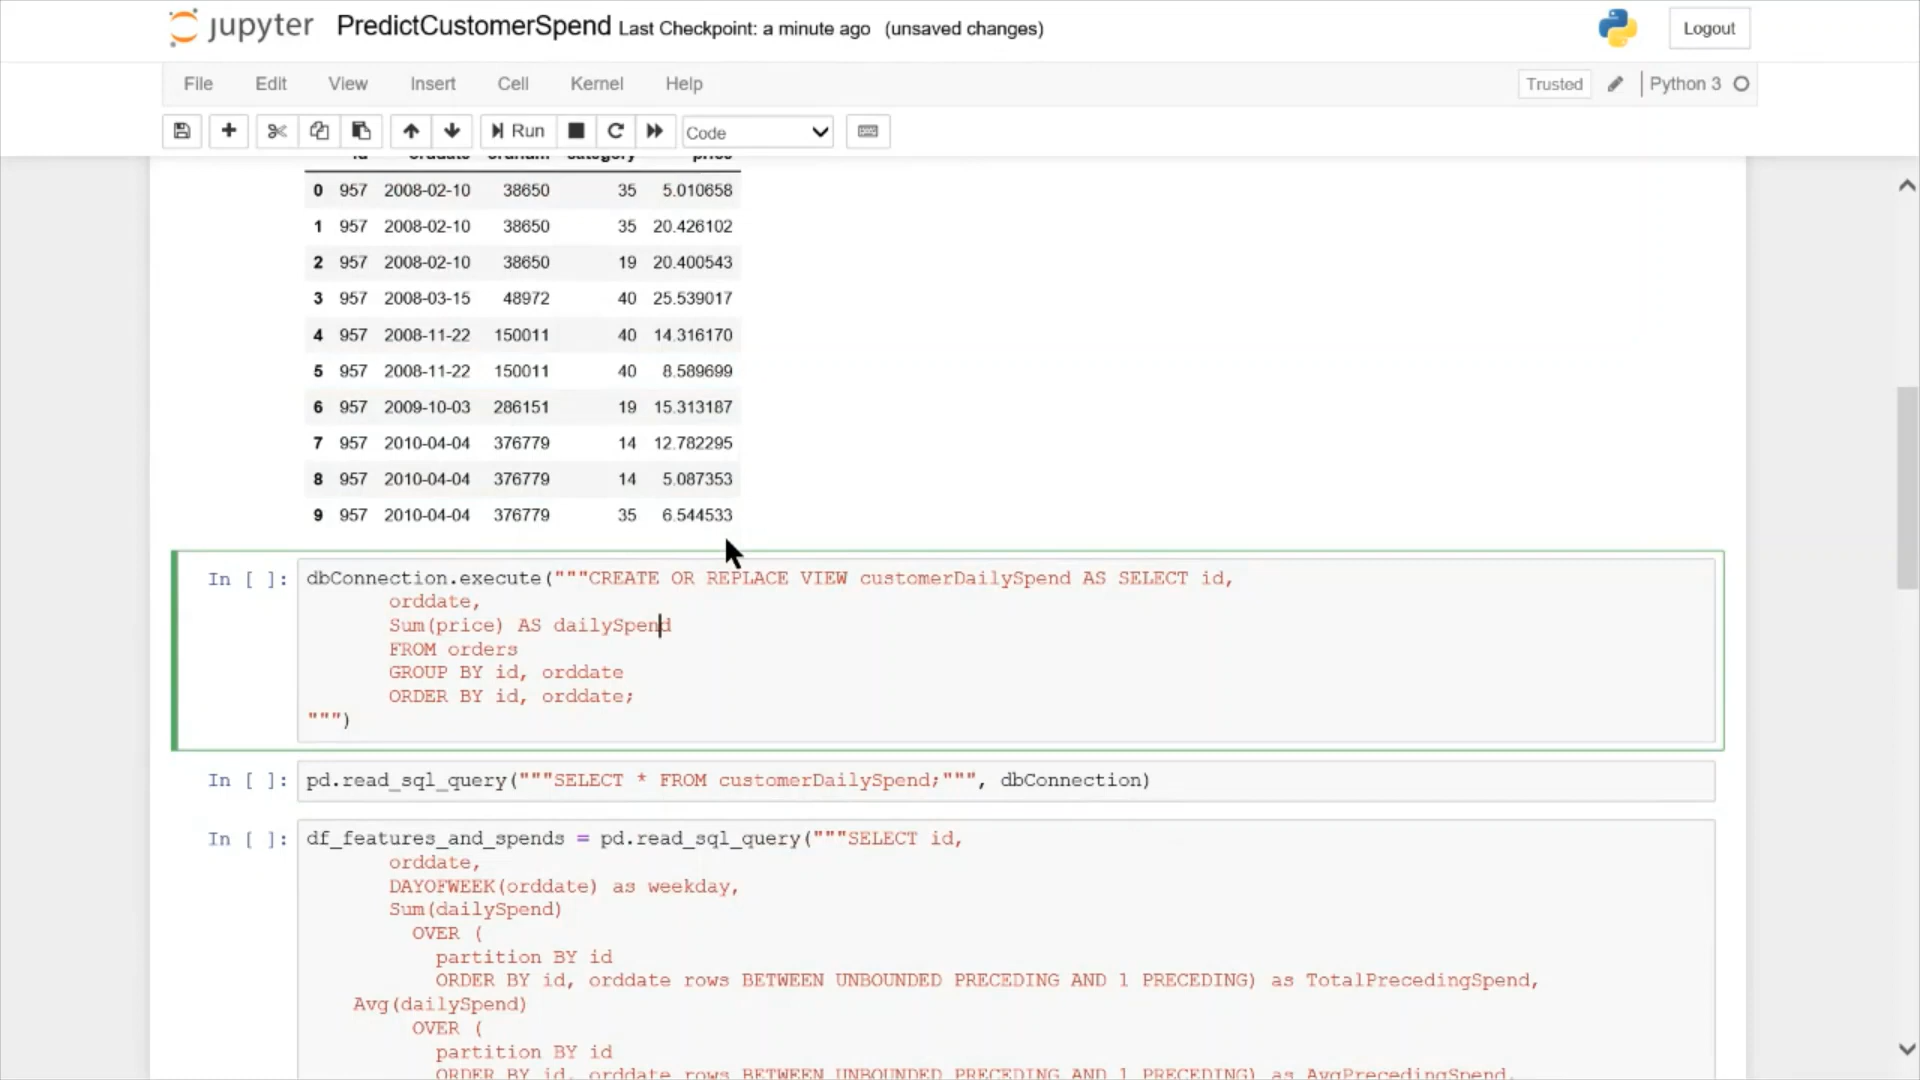 jupyter PredictCustomerSpend Last Checkpoint: a minute ago (unsaved changes) Logout
File Edit View Insert Cell Kernel Help Trusted Python 3
Run Code
id orddate ordnum category price
0 957 2008-02-10 38650 35 5.010658
1 957 2008-02-10 38650 35 20.426102
2 957 2008-02-10 38650 19 20.400543
3 957 2008-03-15 48972 40 25.539017
4 957 2008-11-22 150011 40 14.316170
5 957 2008-11-22 150011 40 8.589699
6 957 2009-10-03 286151 19 15.313187
7 957 2010-04-04 376779 14 12.782295
8 957 2010-04-04 376779 14 5.087353
9 957 2010-04-04 376779 35 6.544533
In [ ]: dbConnection.execute("""CREATE OR REPLACE VIEW customerDailySpend AS SELECT id,
orddate,
Sum(price) AS dailySpend
FROM orders
GROUP BY id, orddate
ORDER BY id, orddate;
""")
In [ ]: pd.read_sql_query("""SELECT * FROM customerDailySpend;""", dbConnection)
In [ ]: df_features_and_spends = pd.read_sql_query("""SELECT id,
orddate,
DAYOFWEEK(orddate) as weekday,
Sum(dailySpend)
OVER (
partition BY id
ORDER BY id, orddate rows BETWEEN UNBOUNDED PRECEDING AND 1 PRECEDING) as TotalPrecedingSpend,
Avg(dailySpend)
OVER (
partition BY id
ORDER BY id, orddate rows BETWEEN UNBOUNDED PRECEDING AND 1 PRECEDING) as AvgPrecedingSpend,